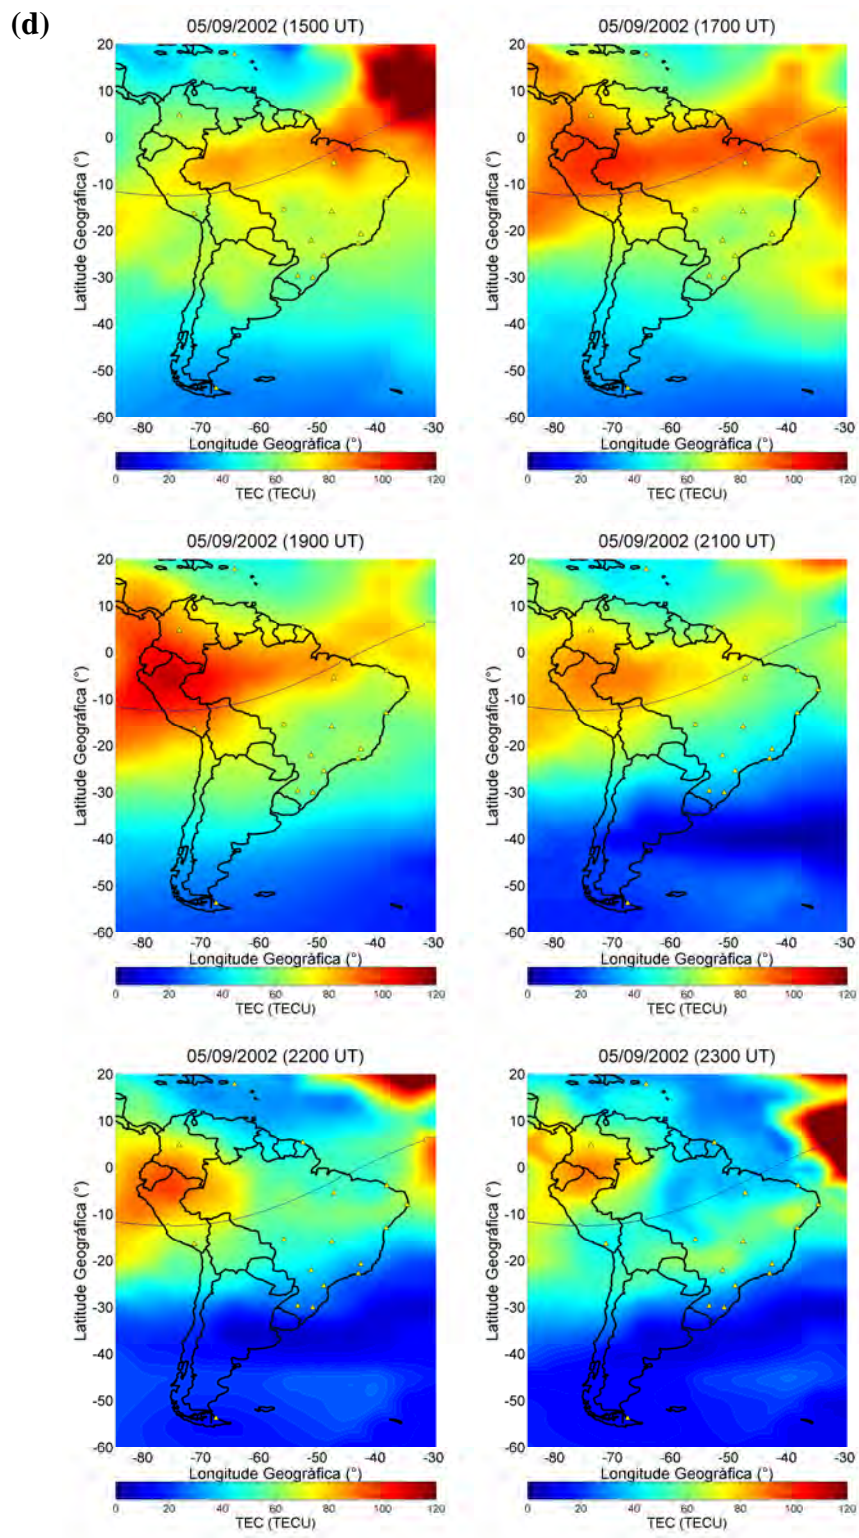 (d)
05/09/2002 (1500 UT)
20
10
0
-10
-20
-30
-40
-50
-60
Latitude Geográfica (°)
-80 -70 -60 -50 -40 -30
Longitude Geográfica (°)
0 20 40 60 80 100 120
TEC (TECU)
05/09/2002 (1700 UT)
20
10
0
-10
-20
-30
-40
-50
-60
Latitude Geográfica (°)
-80 -70 -60 -50 -40 -30
Longitude Geográfica (°)
0 20 40 60 80 100 120
TEC (TECU)
05/09/2002 (1900 UT)
20
10
0
-10
-20
-30
-40
-50
-60
Latitude Geográfica (°)
-80 -70 -60 -50 -40 -30
Longitude Geográfica (°)
0 20 40 60 80 100 120
TEC (TECU)
05/09/2002 (2100 UT)
20
10
0
-10
-20
-30
-40
-50
-60
Latitude Geográfica (°)
-80 -70 -60 -50 -40 -30
Longitude Geográfica (°)
0 20 40 60 80 100 120
TEC (TECU)
05/09/2002 (2200 UT)
20
10
0
-10
-20
-30
-40
-50
-60
Latitude Geográfica (°)
-80 -70 -60 -50 -40 -30
Longitude Geográfica (°)
0 20 40 60 80 100 120
TEC (TECU)
05/09/2002 (2300 UT)
20
10
0
-10
-20
-30
-40
-50
-60
Latitude Geográfica (°)
-80 -70 -60 -50 -40 -30
Longitude Geográfica (°)
0 20 40 60 80 100 120
TEC (TECU)